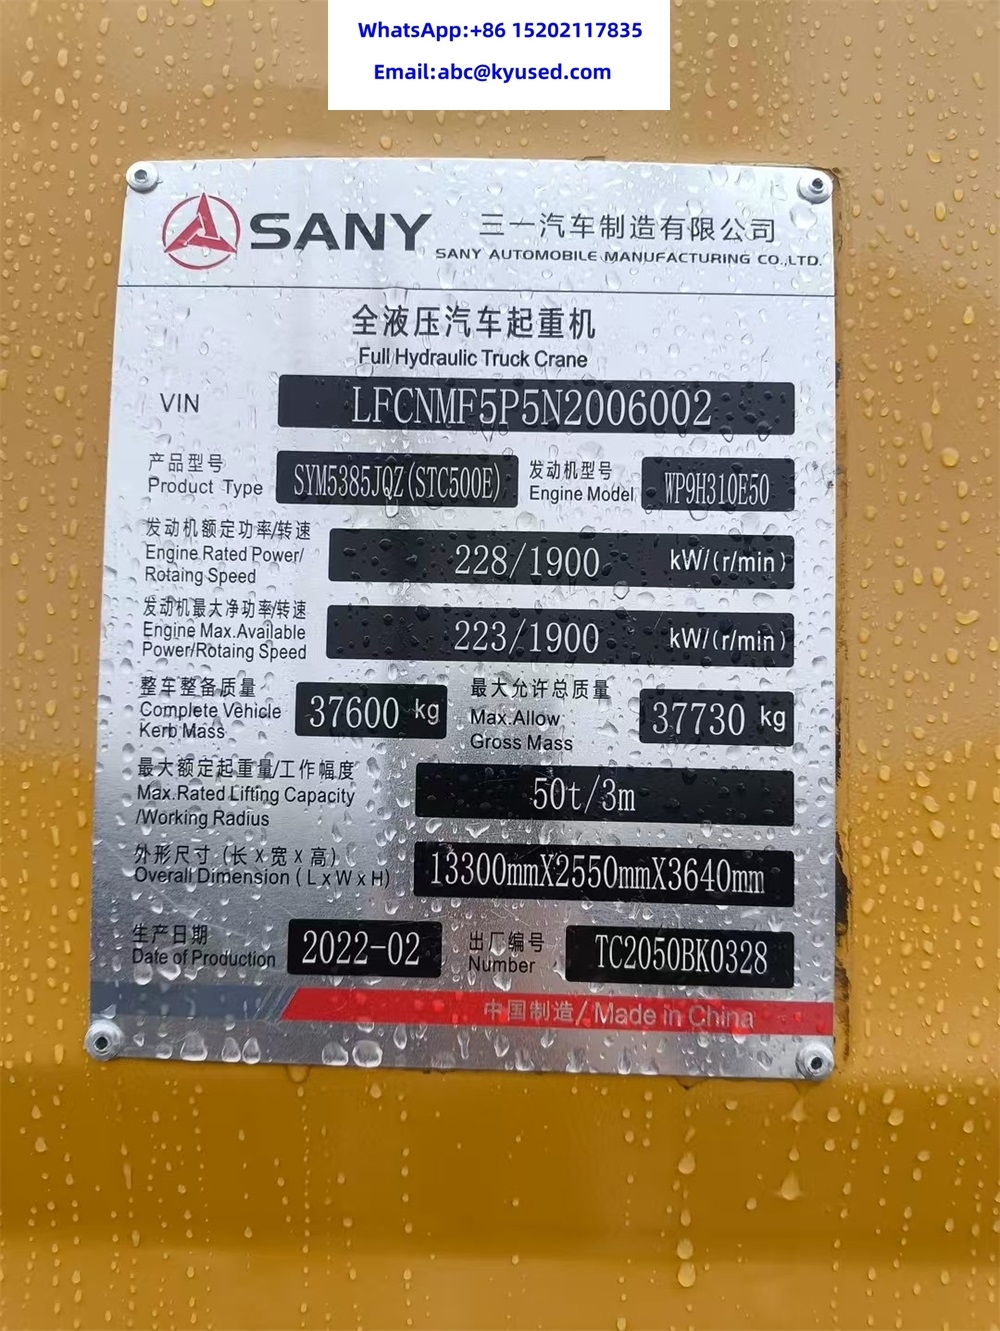 WhatsApp:+86 15202117835
Email:abc@kyused.com
SANY 三一汽车制造有限公司
SANY AUTOMOBILE MANUFACTURING CO.,LTD.
全液压汽车起重机
Full Hydraulic Truck Crane
VIN LFCNMF5P5N2006002
产品型号
Product Type SYM5385JQZ(STC500E)
发动机型号
Engine Model WP9H310E50
发动机额定功率/转速
Engine Rated Power/
Rotaing Speed
228/1900 kW/(r/min)
发动机最大净功率/转速
Engine Max.Available
Power/Rotaing Speed
223/1900 kW/(r/min)
整车整备质量
Complete Vehicle
Kerb Mass
37600 kg
最大允许总质量
Max.Allow
Gross Mass
37730 kg
最大额定起重量/工作幅度
Max.Rated Lifting Capacity
/Working Radius
50t/3m
外形尺寸(长x宽x高)
Overall Dimension(LxWxH)
13300mmX2550mmX3640mm
生产日期
Date of Production
2022-02
出厂编号
Number
TC2050BK0328
中国制造/Made in China